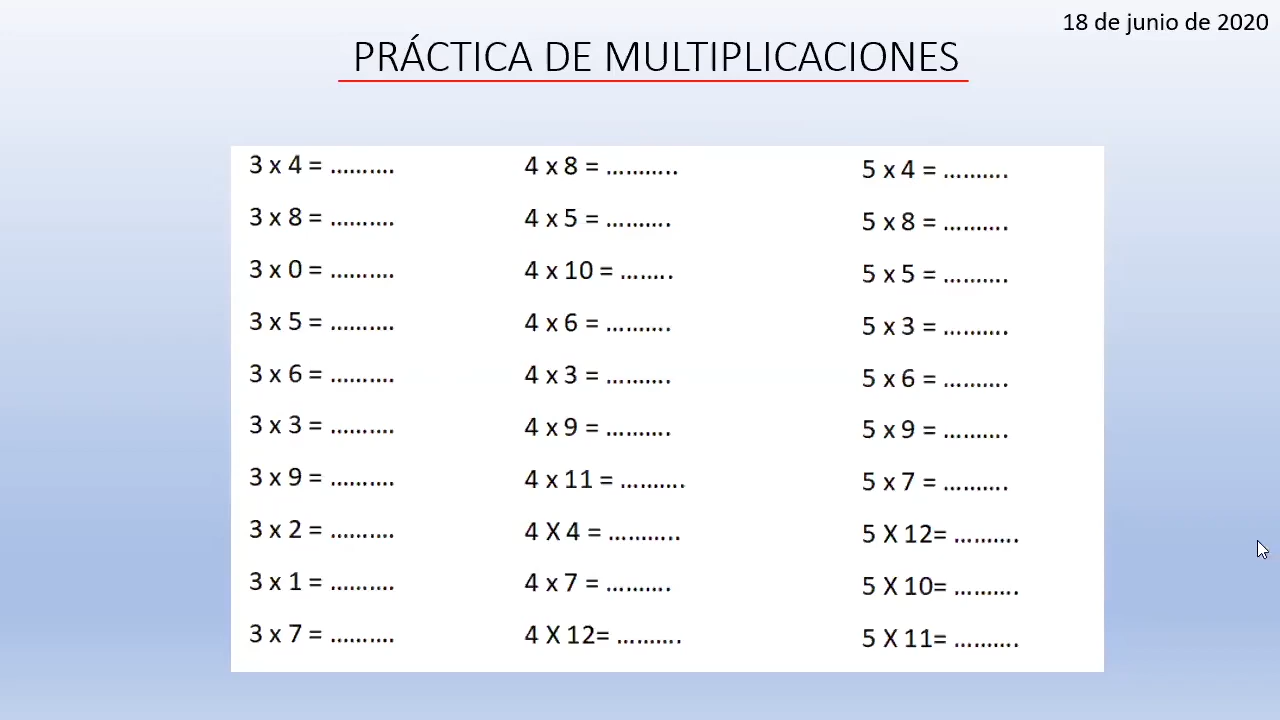 18 de junio de 2020
PRÁCTICA DE MULTIPLICACIONES
3 x 4 = ..........
3 x 8 = ..........
3 x 0 = ..........
3 x 5 = ..........
3 x 6 = ..........
3 x 3 = ..........
3 x 9 = ..........
3 x 2 = ..........
3 x 1 = ..........
3 x 7 = ..........
4 x 8 = ...........
4 x 5 = ..........
4 x 10 = ........
4 x 6 = ..........
4 x 3 = ..........
4 x 9 = ..........
4 x 11 = ..........
4 X 4 = ...........
4 x 7 = ..........
4 X 12= ..........
5 x 4 = ..........
5 x 8 = ..........
5 x 5 = ..........
5 x 3 = ..........
5 x 6 = ..........
5 x 9 = ..........
5 x 7 = ..........
5 X 12= ..........
5 X 10= ..........
5 X 11= ..........